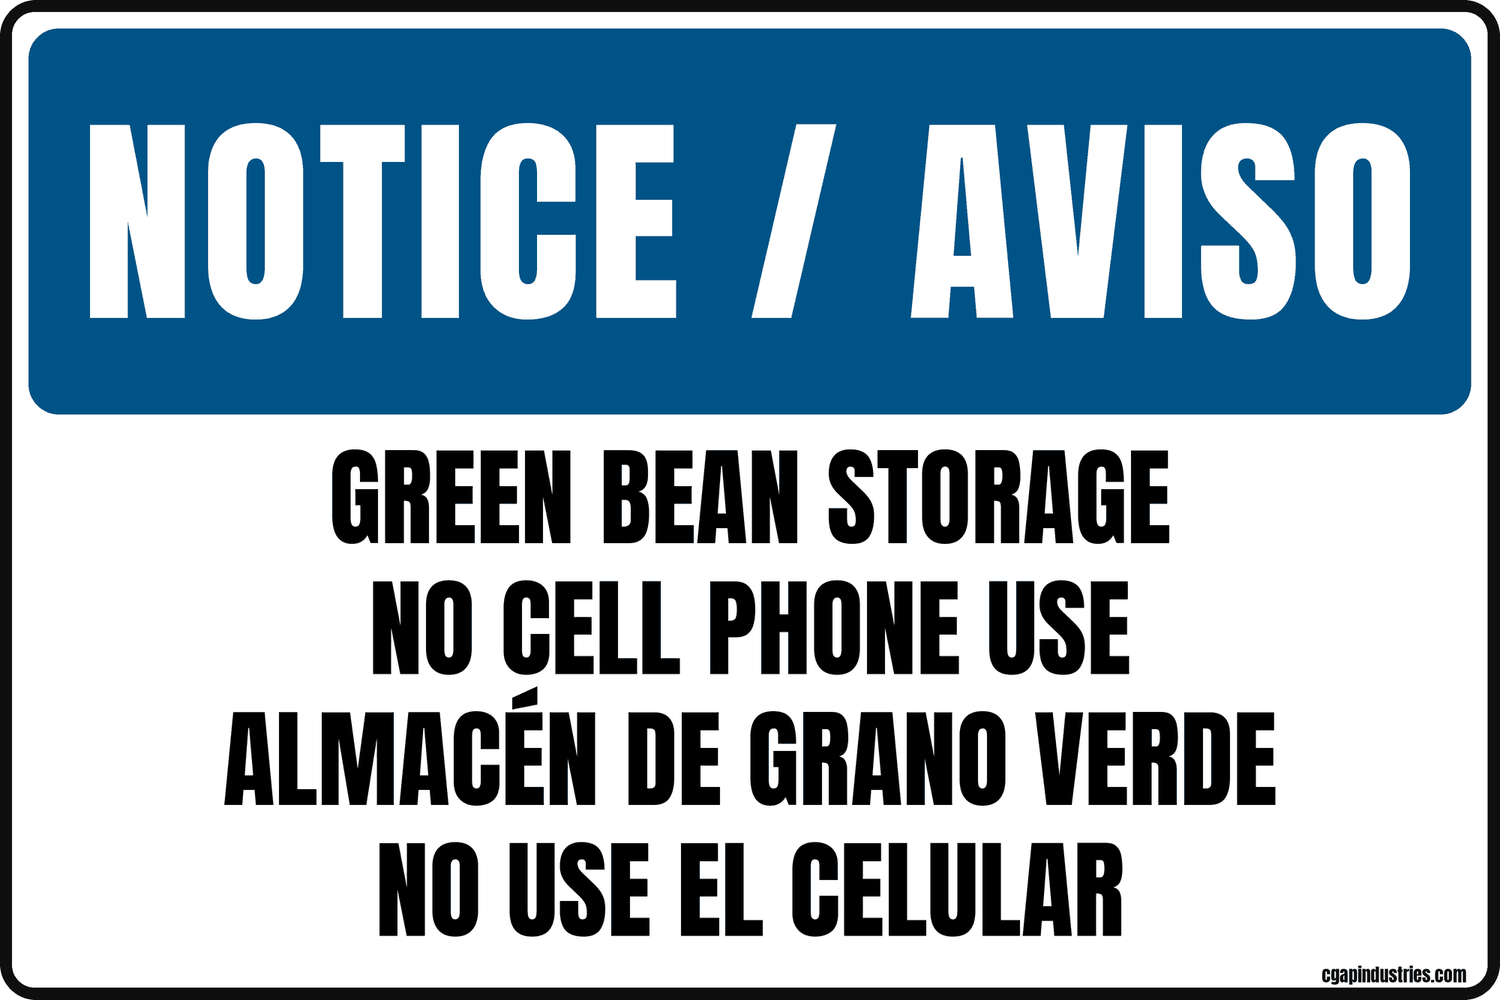 NOTICE / AVISO
GREEN BEAN STORAGE
NO CELL PHONE USE
ALMACÉN DE GRANO VERDE
NO USE EL CELULAR
cgapindustries.com